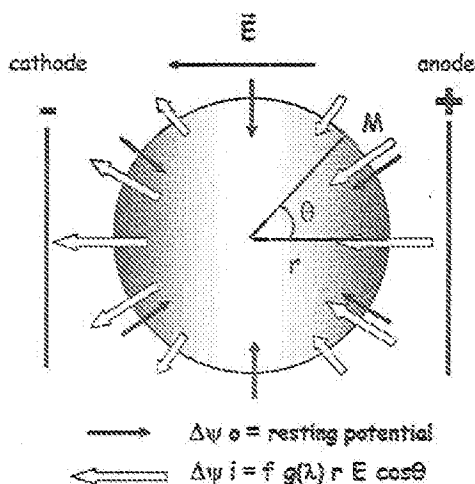 E
cathode
anode
-
+
M
θ
r
Δψ o = resting potential
Δψ i = f g(λ) r E cosθ